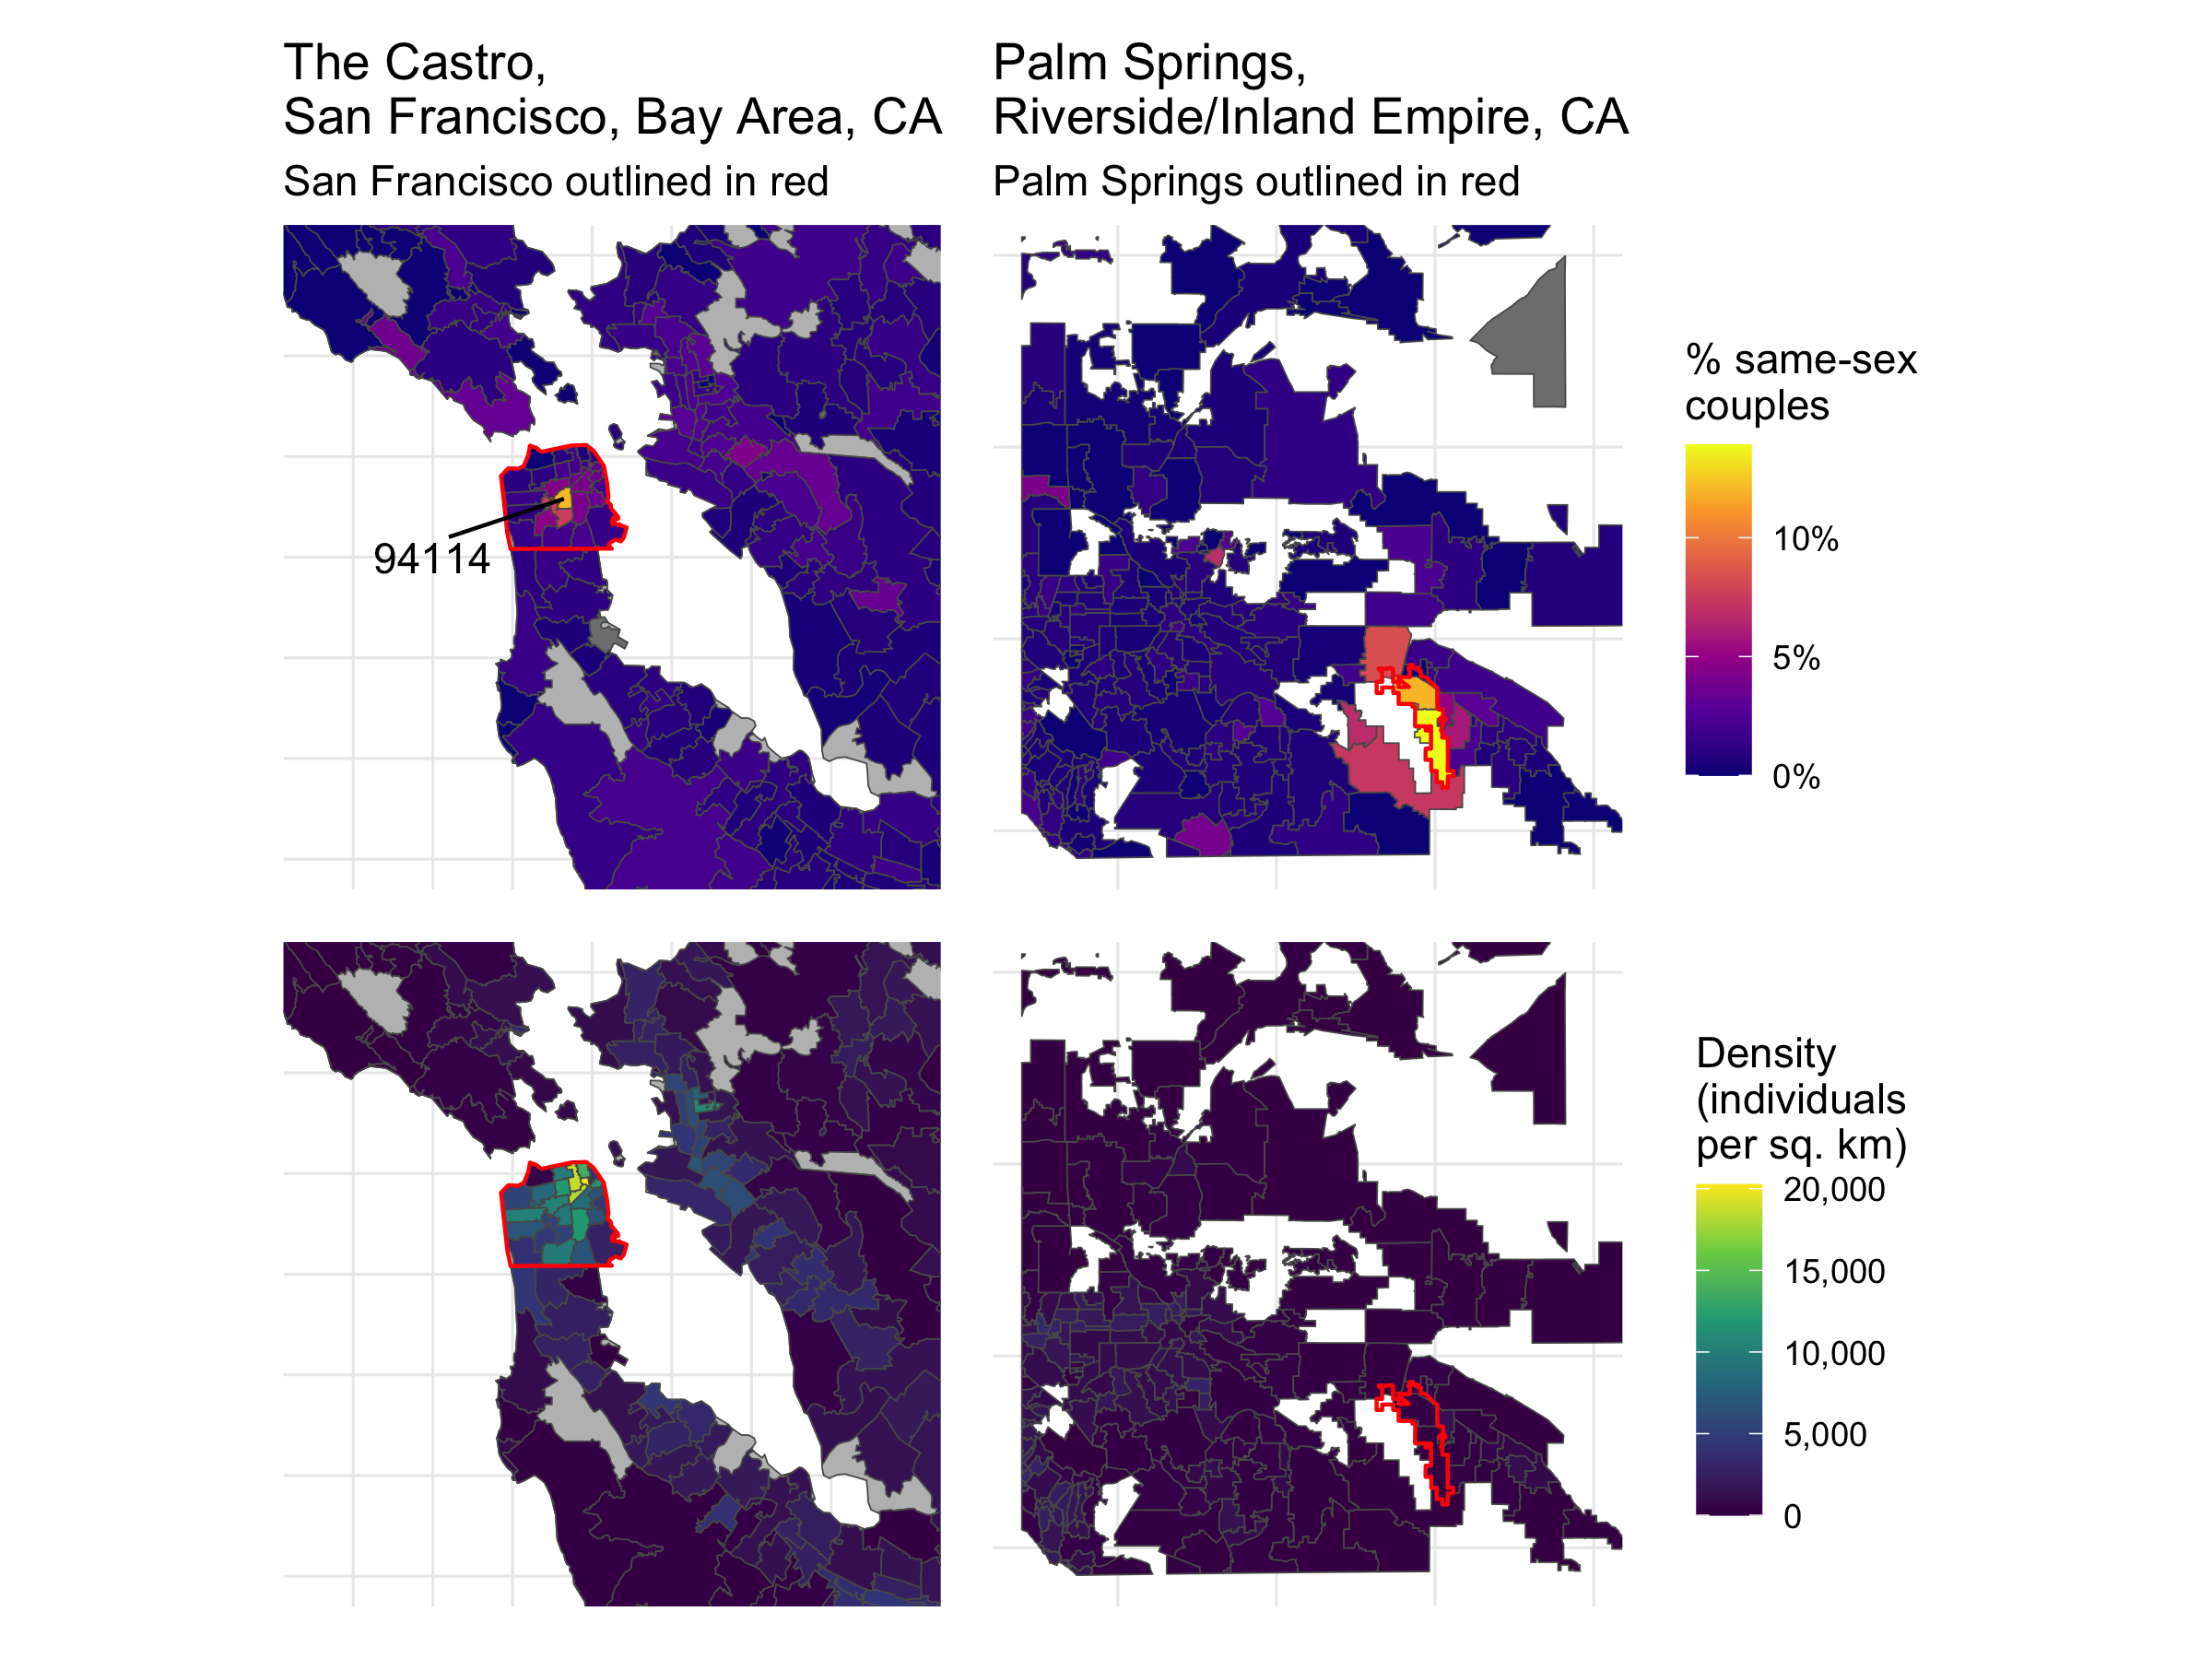 The Castro,
San Francisco, Bay Area, CA
San Francisco outlined in red
Palm Springs,
Riverside/Inland Empire, CA
Palm Springs outlined in red
94114
% same-sex
couples
10%
5%
0%
Density
(individuals
per sq. km)
20,000
15,000
10,000
5,000
0